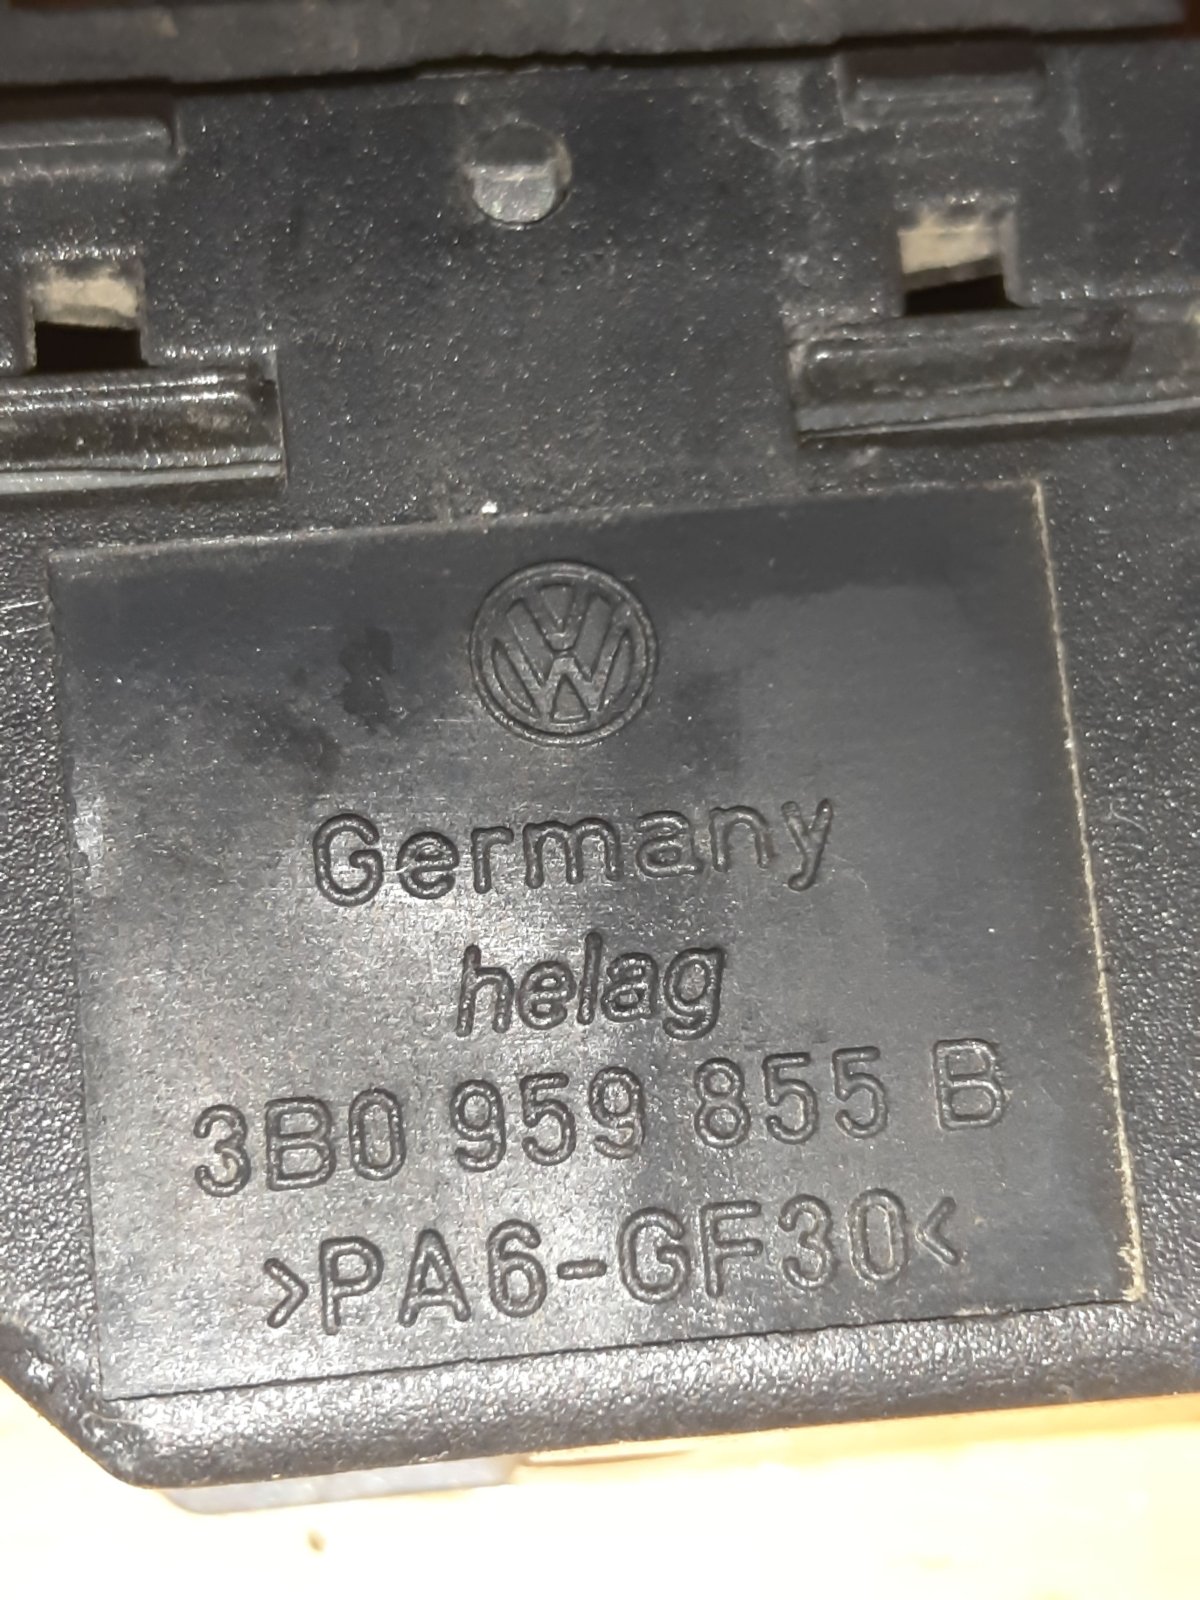 Germany
helag
3B0 959 855 B
>PA6-GF30<